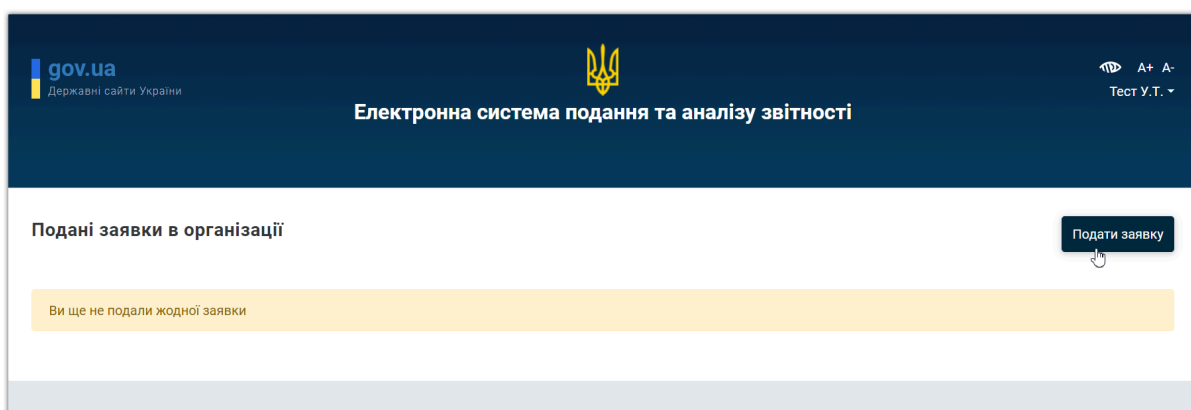 gov.ua
Державні сайти України
Електронна система подання та аналізу звітності
A+ A-
Тест У.Т.
Подані заявки в організації
Подати заявку
Ви ще не подали жодної заявки